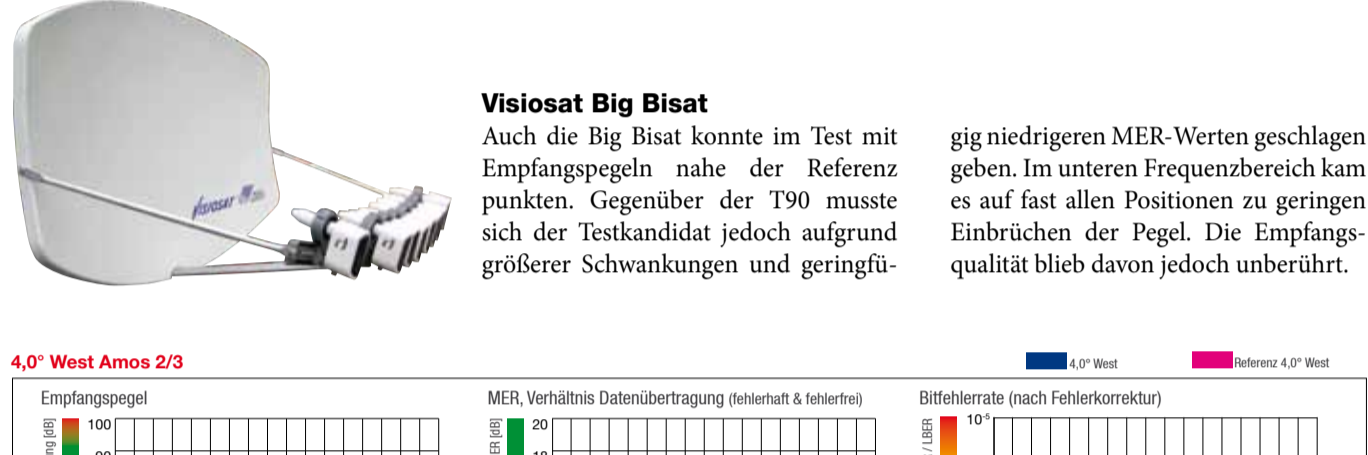 Visiosat
Visiosat Big Bisat
Auch die Big Bisat konnte im Test mit
Empfangspegeln nahe der Referenz
punkten. Gegenüber der T90 musste
sich der Testkandidat jedoch aufgrund
größerer Schwankungen und geringfü-
gig niedrigeren MER-Werten geschlagen
geben. Im unteren Frequenzbereich kam
es auf fast allen Positionen zu geringen
Einbrüchen der Pegel. Die Empfangs-
qualität blieb davon jedoch unberührt.
4,0° West Amos 2/3
4,0° West
Referenz 4,0° West
Empfangspegel
100
MER, Verhältnis Datenübertragung (fehlerhaft & fehlerfrei)
[dB]
20
Bitfehlerrate (nach Fehlerkorrektur)
/ LBER
10-5